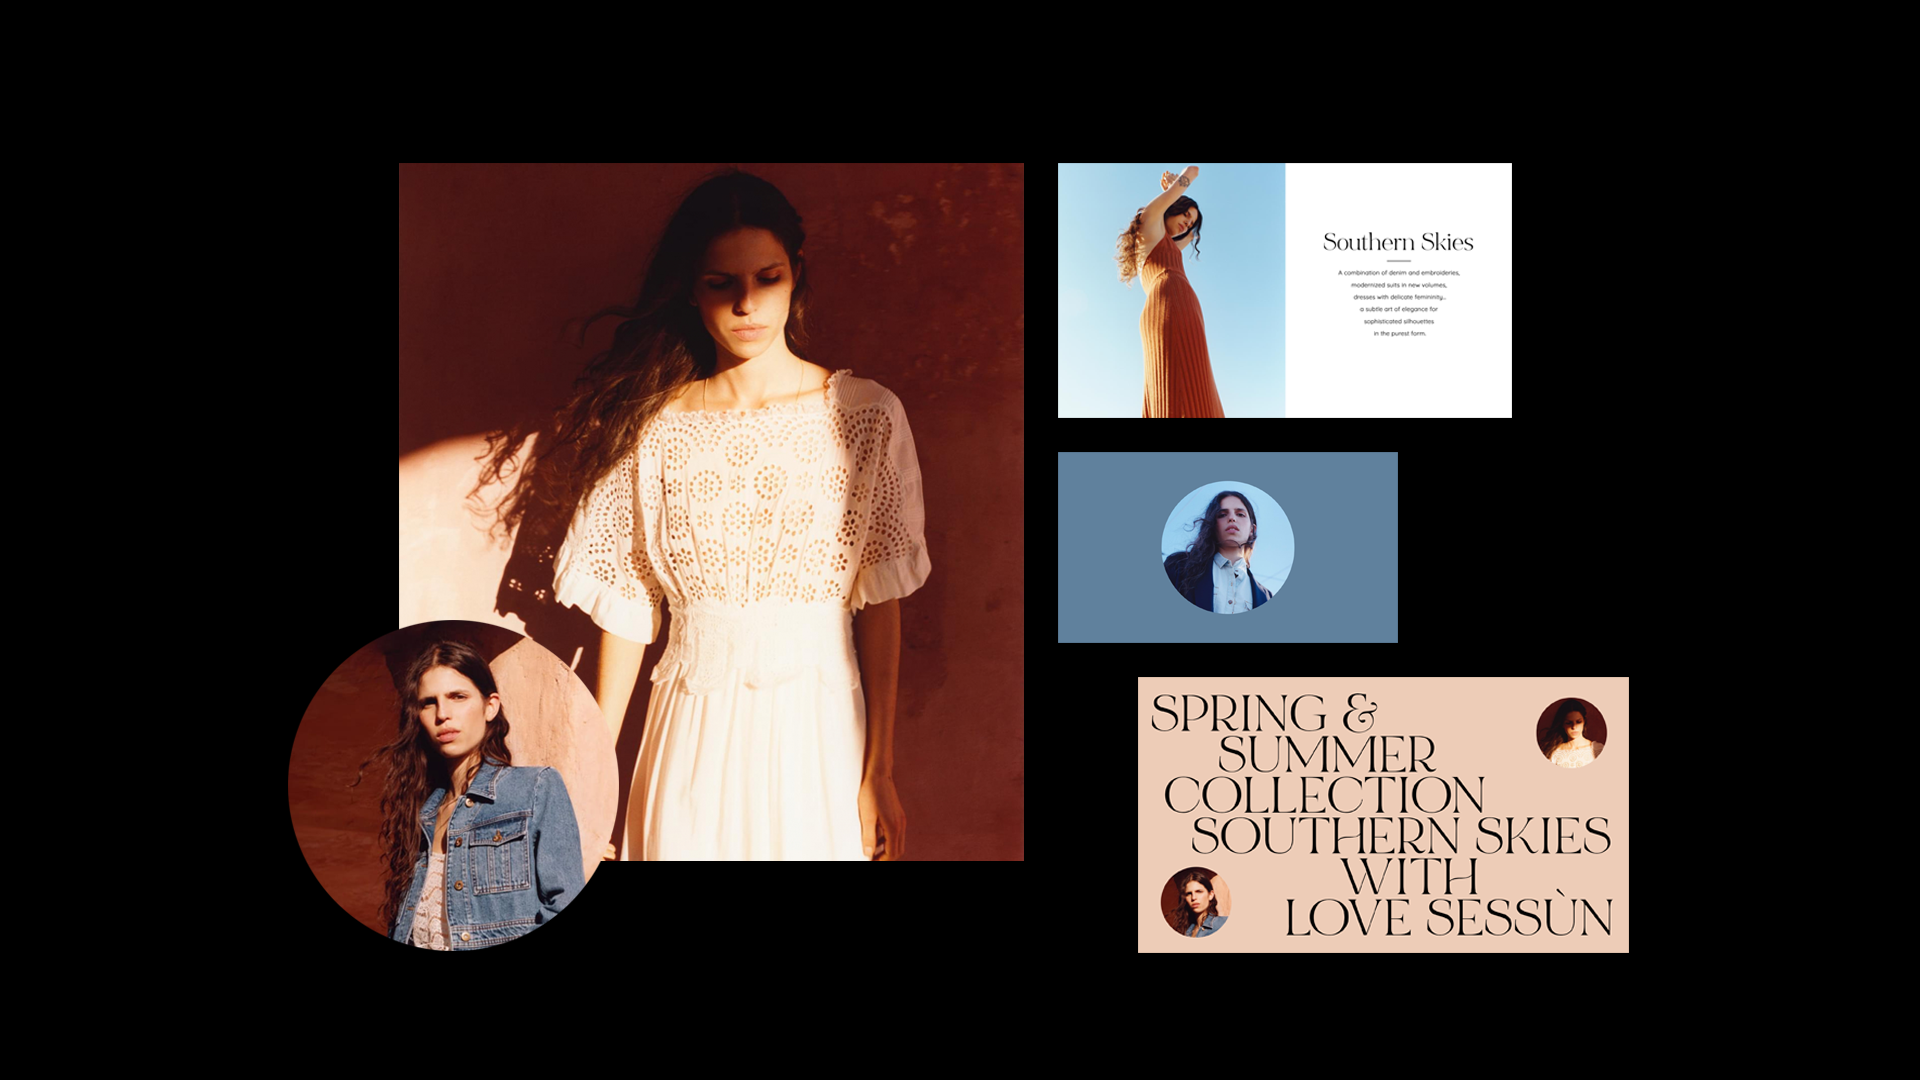 Southern Skies
A combination of denim and embroideries,
modernized suits in new volumes,
dresses with delicate femininity...
a subtle art of elegance for
sophisticated silhouettes
in the purest form.
SPRING &
SUMMER
COLLECTION
SOUTHERN SKIES
WITH
LOVE SESSÙN